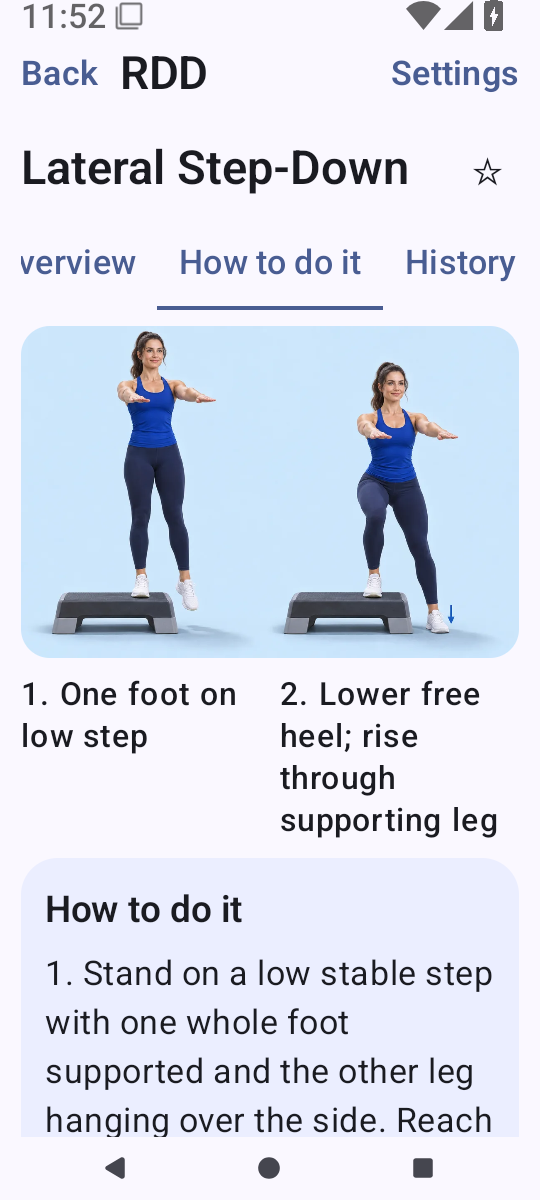 11:52
Back RDD Settings
Lateral Step-Down ☆
verview How to do it History
1. One foot on
low step
2. Lower free
heel; rise
through
supporting leg
How to do it
1. Stand on a low stable step
with one whole foot
supported and the other leg
hanging over the side. Reach